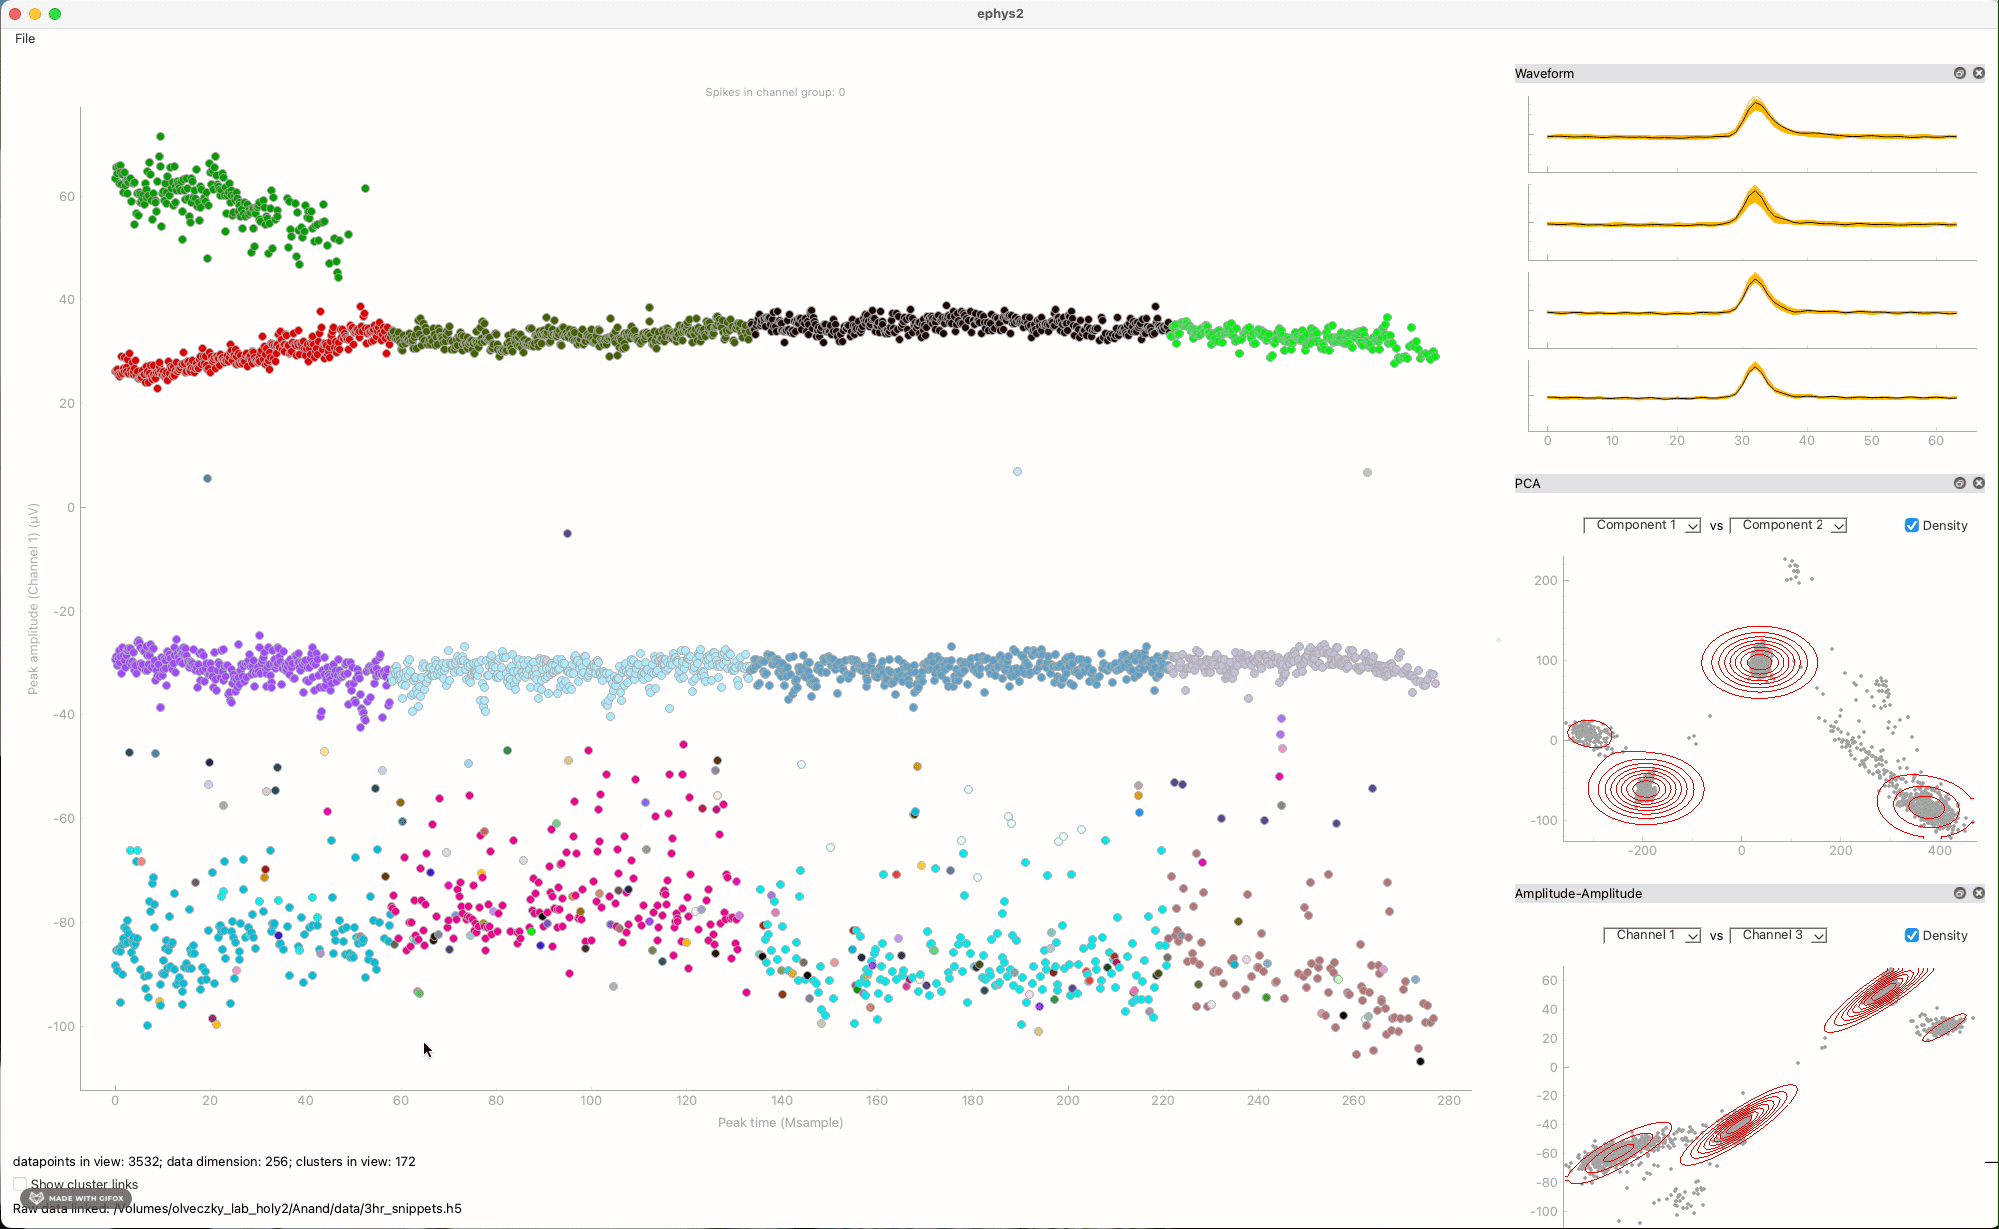 ephys2
File
Spikes in channel group: 0
60
40
20
0
-20
-40
-60
-80
-100
Peak amplitude (Channel 1) (µV)
0 20 40 60 80 100 120 140 160 180 200 220 240 260 280
Peak time (Msample)
datapoints in view: 3532; data dimension: 256; clusters in view: 172
Show cluster links
MADE WITH GIFOX
Raw data linked: /Volumes/olveczky_lab_holy2/Anand/data/3hr_snippets.h5
Waveform
0 10 20 30 40 50 60
PCA
Component 1 vs Component 2 Density
200
100
0
-100
-200 0 200 400
Amplitude-Amplitude
Channel 1 vs Channel 3 Density
60
40
20
0
-20
-40
-60
-80
-100